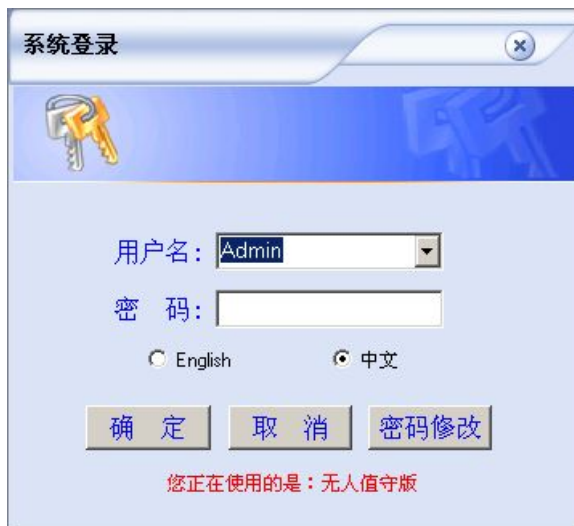 系统登录
用户名: Admin
密 码:
English 中文
确 定 取 消 密码修改
您正在使用的是：无人值守版